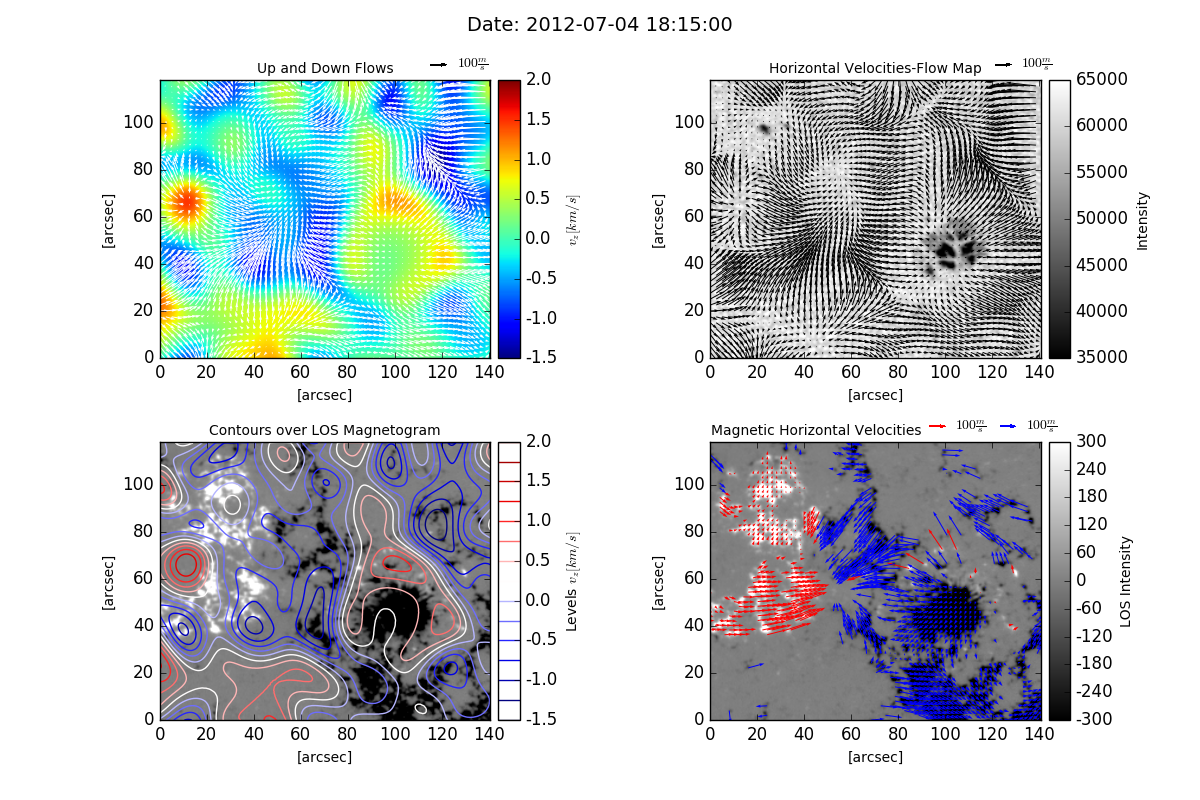 Date: 2012-07-04 18:15:00
Up and Down Flows
100 m/s
Horizontal Velocities-Flow Map
100 m/s
2.0
1.5
1.0
0.5
0.0
-0.5
-1.0
-1.5
v_z[km/s]
100
80
60
40
20
0
[arcsec]
0 20 40 60 80 100 120 140
[arcsec]
65000
60000
55000
50000
45000
40000
35000
Intensity
100
80
60
40
20
0
[arcsec]
0 20 40 60 80 100 120 140
[arcsec]
Contours over LOS Magnetogram
2.0
1.5
1.0
0.5
0.0
-0.5
-1.0
-1.5
Levels v_z[km/s]
100
80
60
40
20
0
[arcsec]
0 20 40 60 80 100 120 140
[arcsec]
Magnetic Horizontal Velocities
100 m/s
100 m/s
300
240
180
120
60
0
-60
-120
-180
-240
-300
LOS Intensity
100
80
60
40
20
0
[arcsec]
0 20 40 60 80 100 120 140
[arcsec]